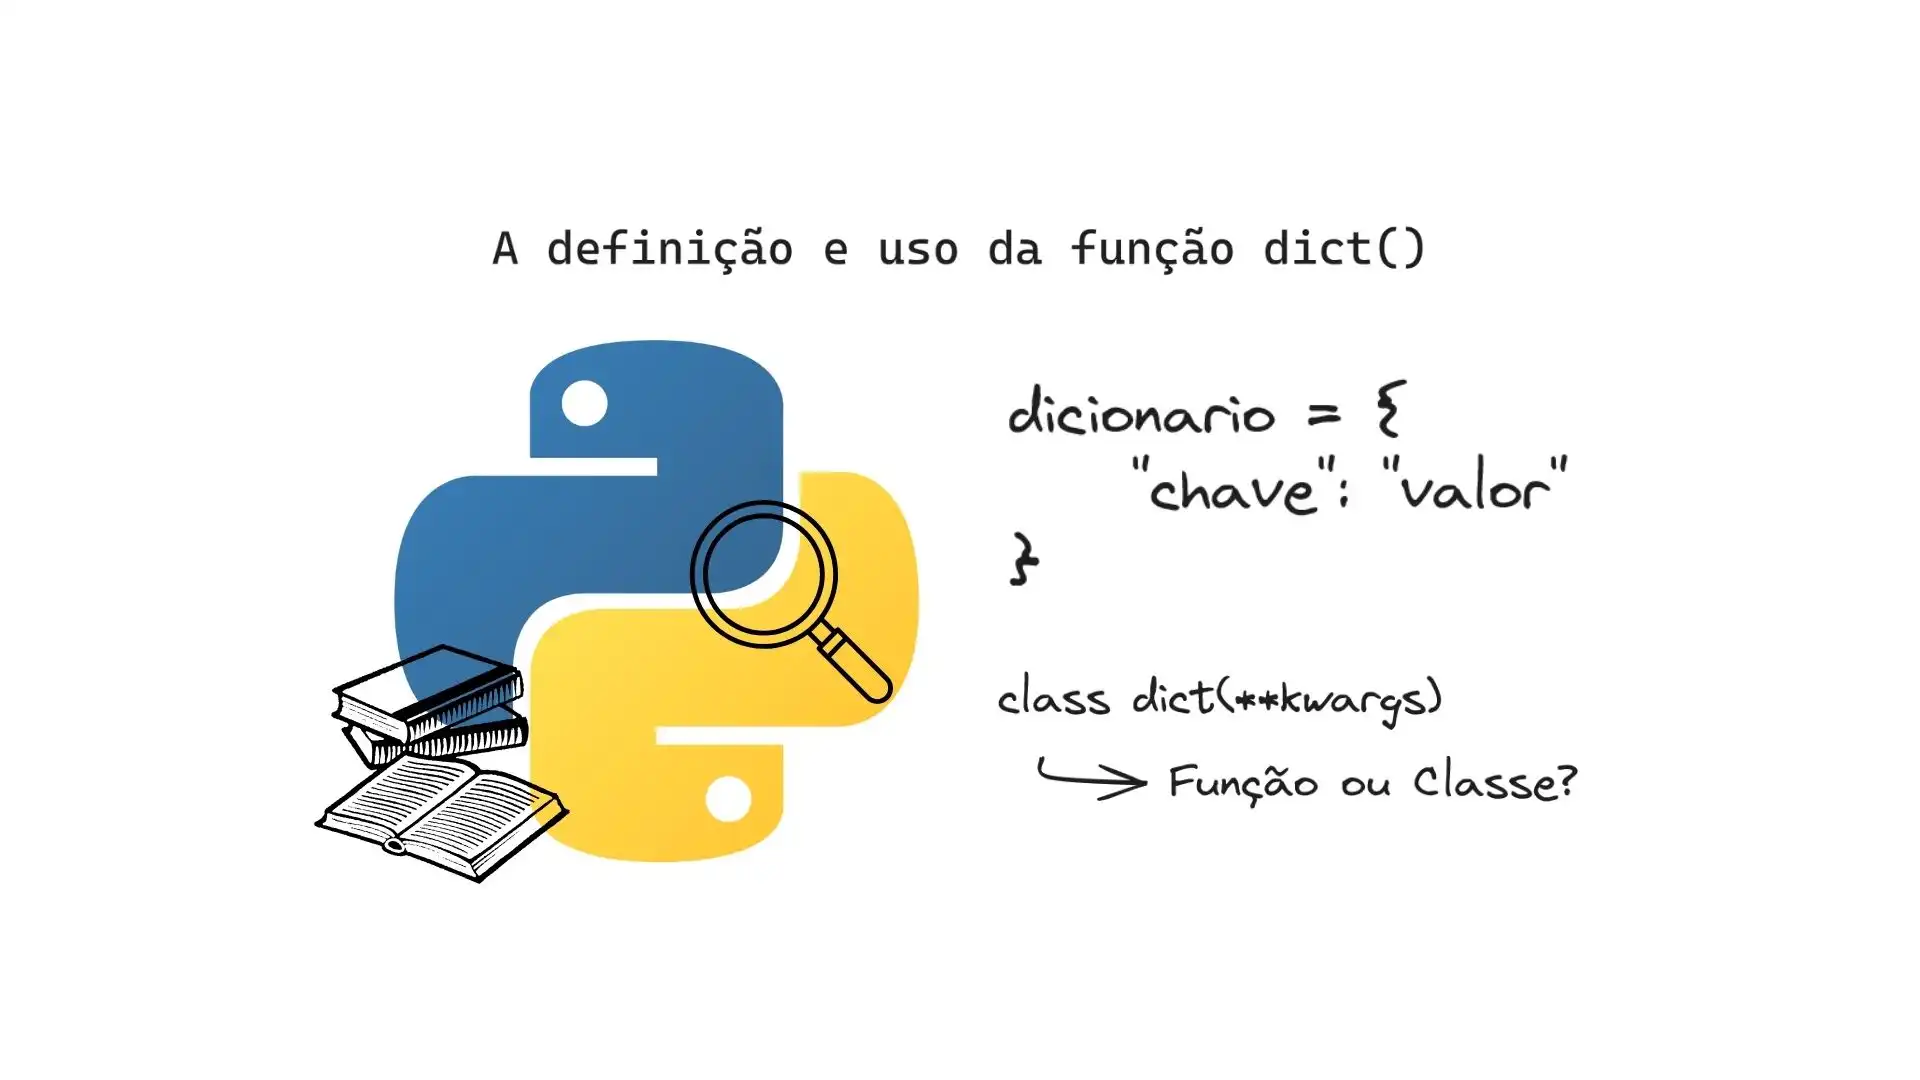 A definição e uso da função dict()
dicionario = {
"chave": "valor"
}
class dict(**kwargs)
Função ou Classe?